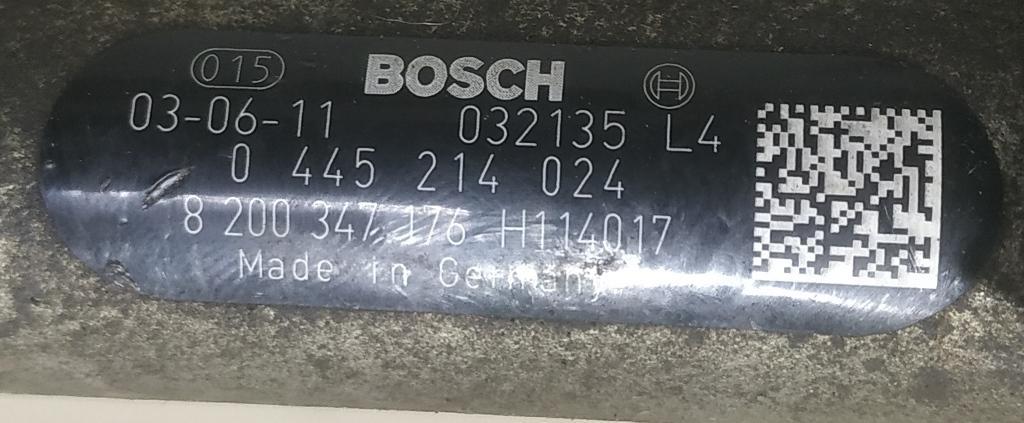 015 BOSCH
03-06-11 032135 L4
0 445 214 024
8 200 347 176 H114017
Made in Germany